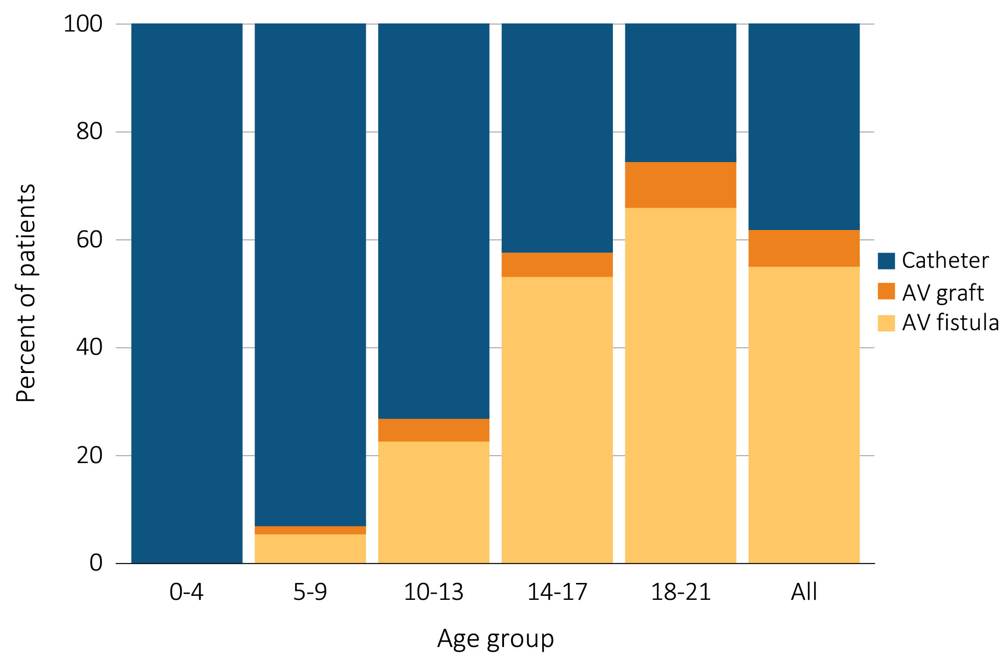 Percent of patients
100
80
60
40
20
0
0-4 5-9 10-13 14-17 18-21 All
Age group
Catheter
AV graft
AV fistula